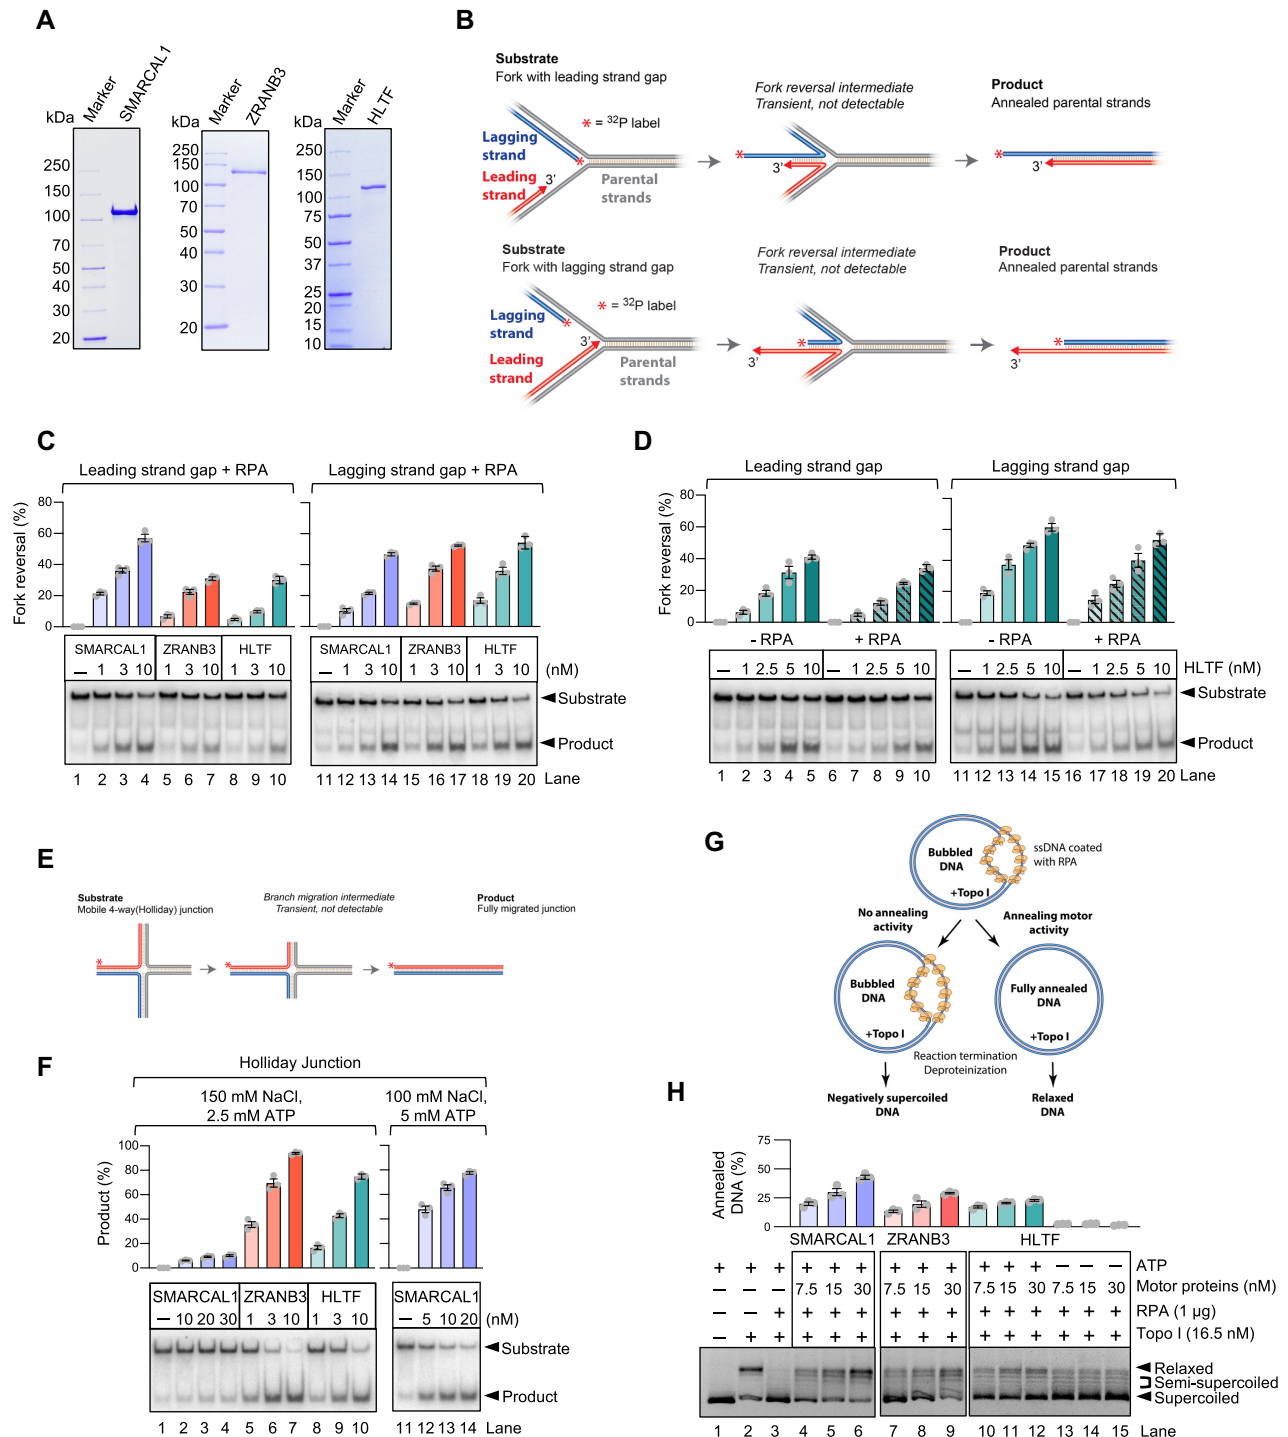 A
Marker
SMARCAL1
kDa
250
150
100
70
50
40
30
20
Marker
ZRANB3
kDa
250
150
100
70
50
40
30
20
Marker
HLTF
kDa
250
150
100
75
50
37
25
20
15
10
B
Substrate
Fork with leading strand gap
* = 32P label
Lagging
strand
Leading
strand
3'
Parental
strands
Fork reversal intermediate
Transient, not detectable
3'
Product
Annealed parental strands
3'
Substrate
Fork with lagging strand gap
* = 32P label
Lagging
strand
3'
Leading
strand
Parental
strands
Fork reversal intermediate
Transient, not detectable
3'
Product
Annealed parental strands
3'
C
Leading strand gap + RPA
Lagging strand gap + RPA
Fork reversal (%)
80
60
40
20
0
SMARCAL1 ZRANB3 HLTF
– 1 3 10 1 3 10 1 3 10
SMARCAL1 ZRANB3 HLTF
– 1 3 10 1 3 10 1 3 10 (nM)
Substrate
Product
1 2 3 4 5 6 7 8 9 10 11 12 13 14 15 16 17 18 19 20 Lane
D
Leading strand gap
Lagging strand gap
Fork reversal (%)
80
60
40
20
0
- RPA + RPA - RPA + RPA
– 1 2.5 5 10 – 1 2.5 5 10 – 1 2.5 5 10 – 1 2.5 5 10 HLTF (nM)
Substrate
Product
1 2 3 4 5 6 7 8 9 10 11 12 13 14 15 16 17 18 19 20 Lane
E
Substrate
Mobile 4-way(Holliday) junction
*
Branch migration intermediate
Transient, not detectable
*
Product
Fully migrated junction
*
F
Holliday Junction
150 mM NaCl,
2.5 mM ATP
100 mM NaCl,
5 mM ATP
Product (%)
100
80
60
40
20
0
SMARCAL1 ZRANB3 HLTF
– 10 20 30 1 3 10 1 3 10
SMARCAL1
– 5 10 20 (nM)
Substrate
Product
1 2 3 4 5 6 7 8 9 10 11 12 13 14 Lane
G
Bubbled
DNA
+Topo I
ssDNA coated
with RPA
No annealing
activity
Annealing motor
activity
Bubbled
DNA
+Topo I
Fully annealed
DNA
+Topo I
Reaction termination
Deproteinization
Negatively supercoiled
DNA
Relaxed
DNA
H
Annealed
DNA (%)
75
50
25
0
SMARCAL1 ZRANB3 HLTF
+ + + + + + + + + + + + – – – ATP
– – – 7.5 15 30 7.5 15 30 7.5 15 30 7.5 15 30 Motor proteins (nM)
– – + + + + + + + + + + + + + RPA (1 µg)
– + + + + + + + + + + + + + + Topo I (16.5 nM)
Relaxed
Semi-supercoiled
Supercoiled
1 2 3 4 5 6 7 8 9 10 11 12 13 14 15 Lane